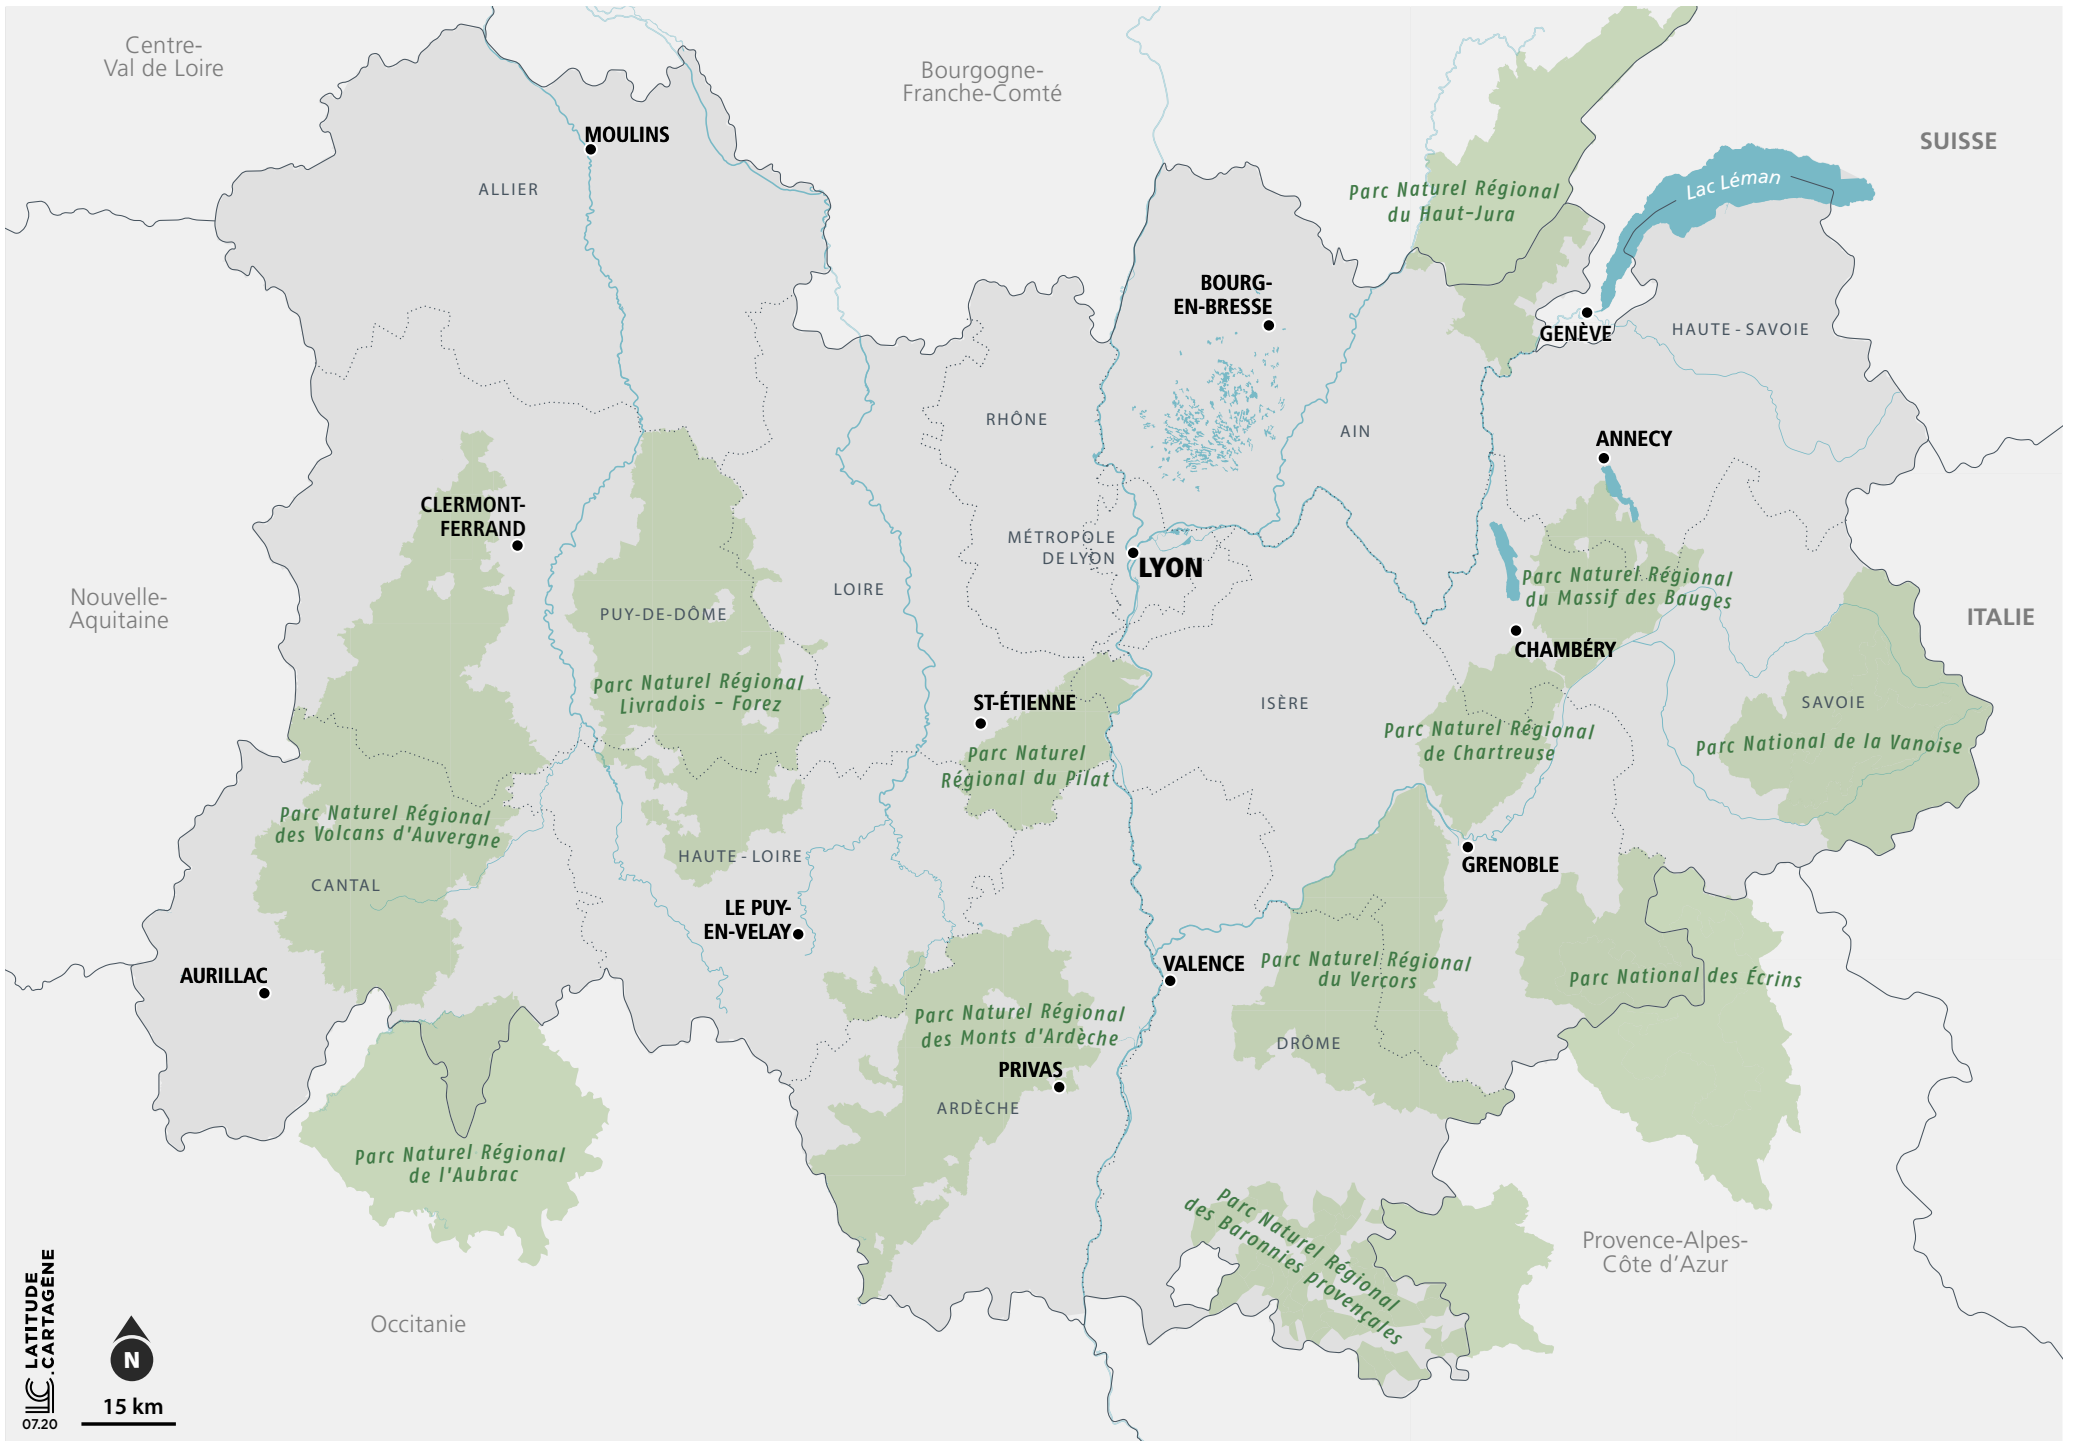 Centre-
Val de Loire
Bourgogne-
Franche-Comté
SUISSE
MOULINS
ALLIER
Parc Naturel Régional
du Haut-Jura
Lac Léman
BOURG-
EN-BRESSE
GENÈVE
HAUTE - SAVOIE
RHÔNE
AIN
ANNECY
CLERMONT-
FERRAND
MÉTROPOLE
DE LYON
LYON
Nouvelle-
Aquitaine
PUY-DE-DÔME
LOIRE
Parc Naturel Régional
du Massif des Bauges
ITALIE
CHAMBÉRY
Parc Naturel Régional
Livradois - Forez
ST-ÉTIENNE
ISÈRE
SAVOIE
Parc Naturel Régional
de Chartreuse
Parc National de la Vanoise
Parc Naturel
Régional du Pilat
Parc Naturel Régional
des Volcans d'Auvergne
HAUTE - LOIRE
GRENOBLE
CANTAL
LE PUY-
EN-VELAY
AURILLAC
VALENCE
Parc Naturel Régional
du Vercors
Parc National des Écrins
Parc Naturel Régional
des Monts d'Ardèche
DRÔME
PRIVAS
ARDÈCHE
Parc Naturel Régional
de l'Aubrac
Parc Naturel Régional
des Baronnies provençales
Provence-Alpes-
Côte d'Azur
Occitanie
LATITUDE
.CARTAGÈNE
LC
07.20
N
15 km